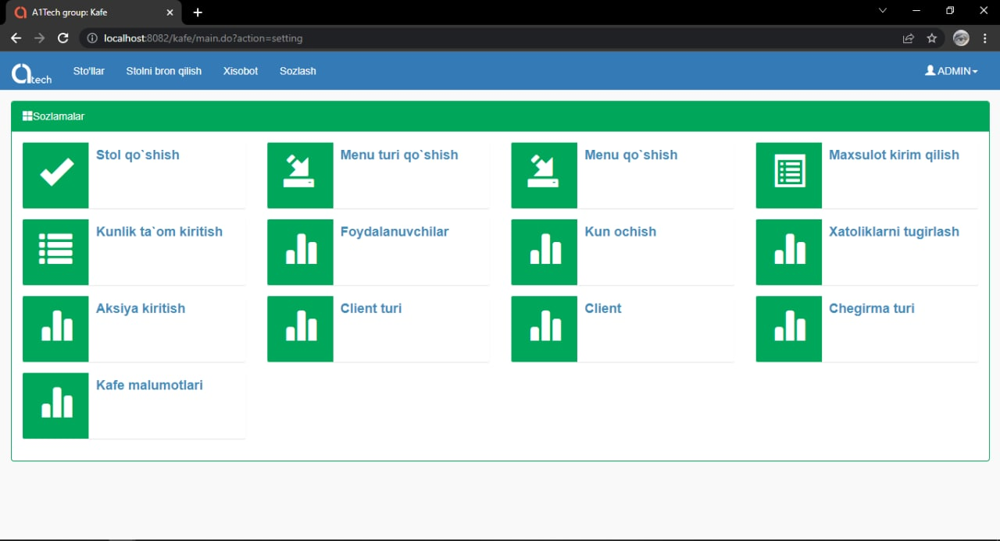 A1Tech group: Kafe
localhost:8082/kafe/main.do?action=setting
tech
Sto'llar Stolni bron qilish Xisobot Sozlash ADMIN
Sozlamalar
Stol qo`shish Menu turi qo`shish Menu qo`shish Maxsulot kirim qilish
Kunlik ta`om kiritish Foydalanuvchilar Kun ochish Xatoliklarni tugirlash
Aksiya kiritish Client turi Client Chegirma turi
Kafe malumotlari